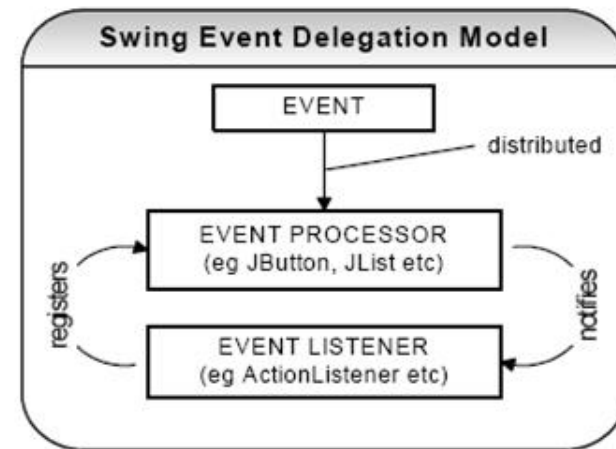 Swing Event Delegation Model
EVENT
distributed
EVENT PROCESSOR
(eg JButton, JList etc)
registers
notifies
EVENT LISTENER
(eg ActionListener etc)